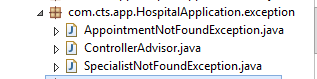 com.cts.app.HospitalApplication.exception
AppointmentNotFoundException.java
ControllerAdvisor.java
SpecialistNotFoundException.java